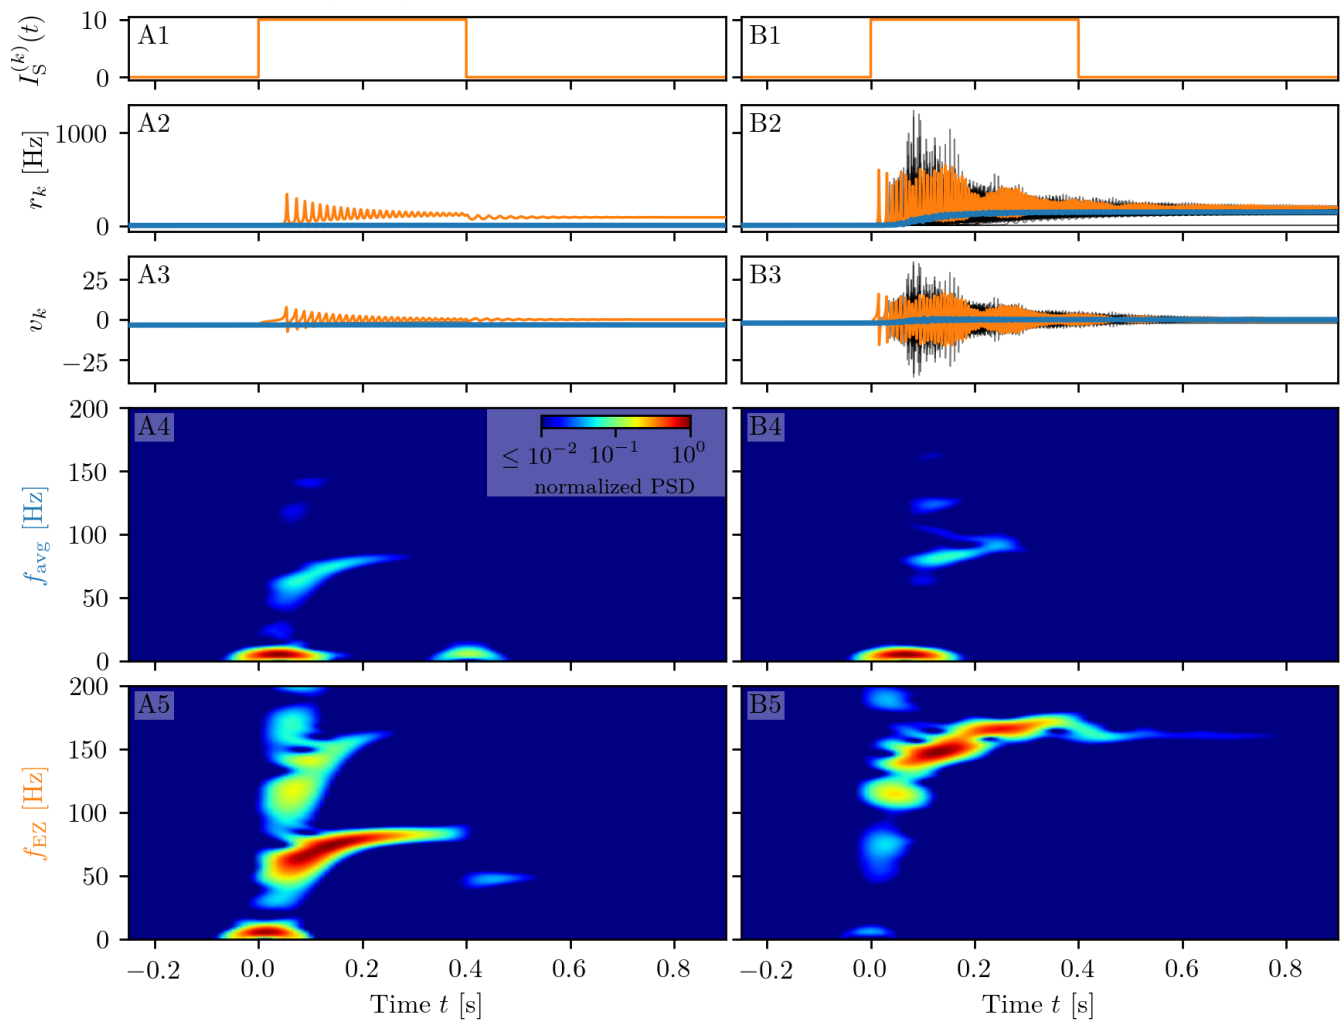 I_S^(k)(t)
10
0
A1
B1
r_k [Hz]
1000
0
A2
B2
v_k
25
0
−25
A3
B3
f_avg [Hz]
200
150
100
50
0
A4
≤ 10^−2 10^−1 10^0
normalized PSD
B4
f_EZ [Hz]
200
150
100
50
0
A5
B5
−0.2 0.0 0.2 0.4 0.6 0.8
−0.2 0.0 0.2 0.4 0.6 0.8
Time t [s]
Time t [s]